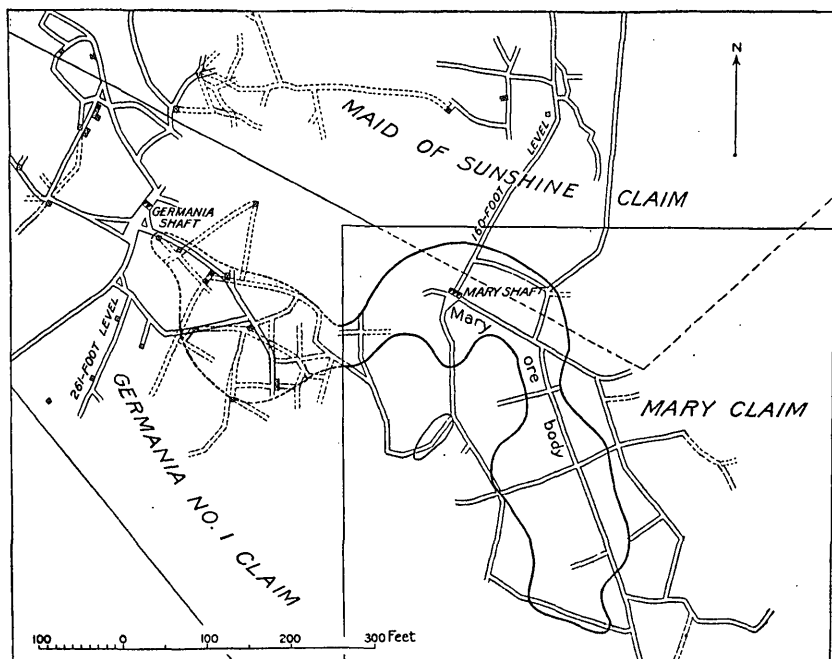 N
MAID OF SUNSHINE CLAIM
160-FOOT LEVEL
GERMANIA
SHAFT
MARY SHAFT
Mary ore body
261-FOOT LEVEL
MARY CLAIM
GERMANIA NO. 1 CLAIM
100 0 100 200 300 Feet